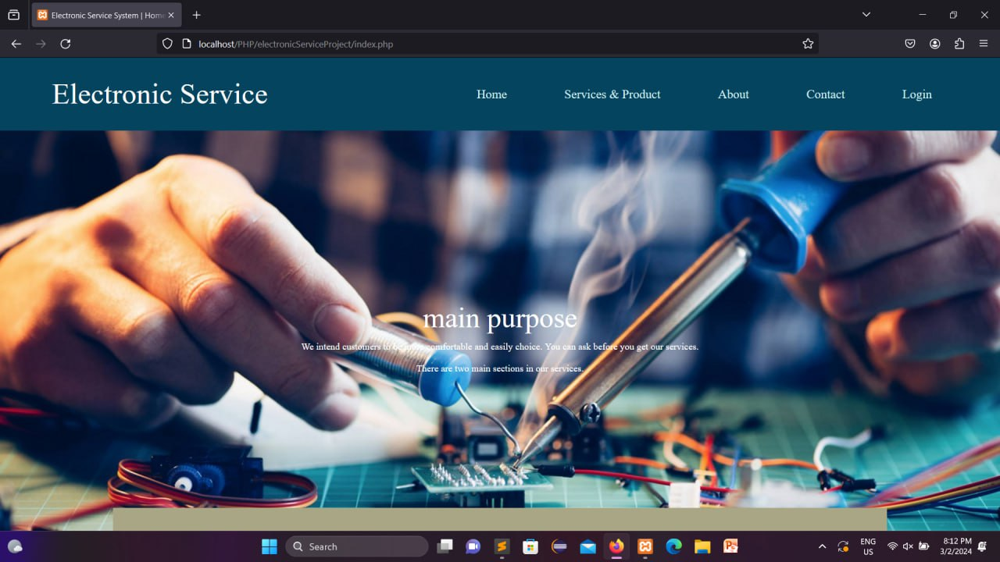 Electronic Service System | Home
localhost/PHP/electronicServiceProject/index.php
Electronic Service
Home
Services & Product
About
Contact
Login
main purpose
We intend customers to be more comfortable and easily choice. You can ask before you get our services.
There are two main sections in our services.
Search
ENG
US
8:12 PM
3/2/2024